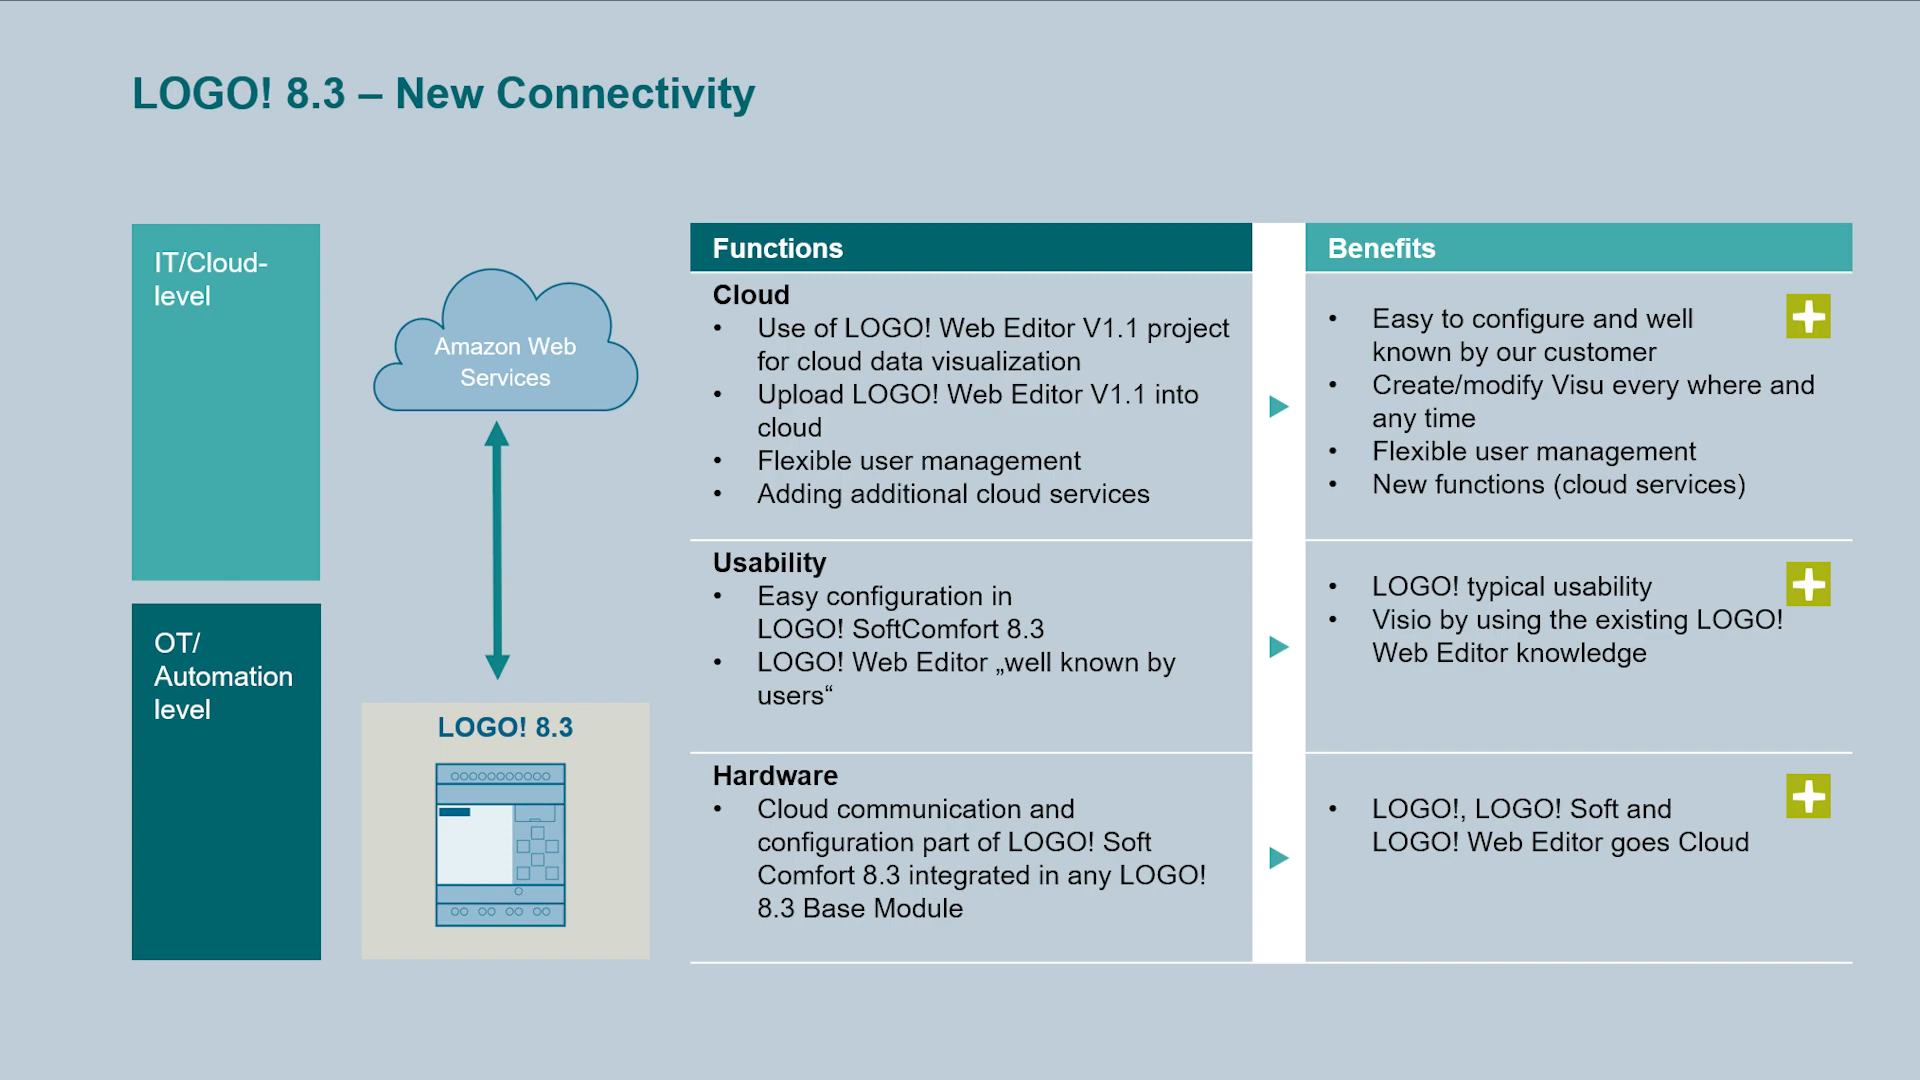 LOGO! 8.3 – New Connectivity
IT/Cloud-
level
OT/
Automation
level
Amazon Web
Services
LOGO! 8.3
Functions
Cloud
• Use of LOGO! Web Editor V1.1 project
for cloud data visualization
• Upload LOGO! Web Editor V1.1 into
cloud
• Flexible user management
• Adding additional cloud services
Usability
• Easy configuration in
LOGO! SoftComfort 8.3
• LOGO! Web Editor „well known by
users“
Hardware
• Cloud communication and
configuration part of LOGO! Soft
Comfort 8.3 integrated in any LOGO!
8.3 Base Module
Benefits
• Easy to configure and well
known by our customer
• Create/modify Visu every where and
any time
• Flexible user management
• New functions (cloud services)
• LOGO! typical usability
• Visio by using the existing LOGO!
Web Editor knowledge
• LOGO!, LOGO! Soft and
LOGO! Web Editor goes Cloud